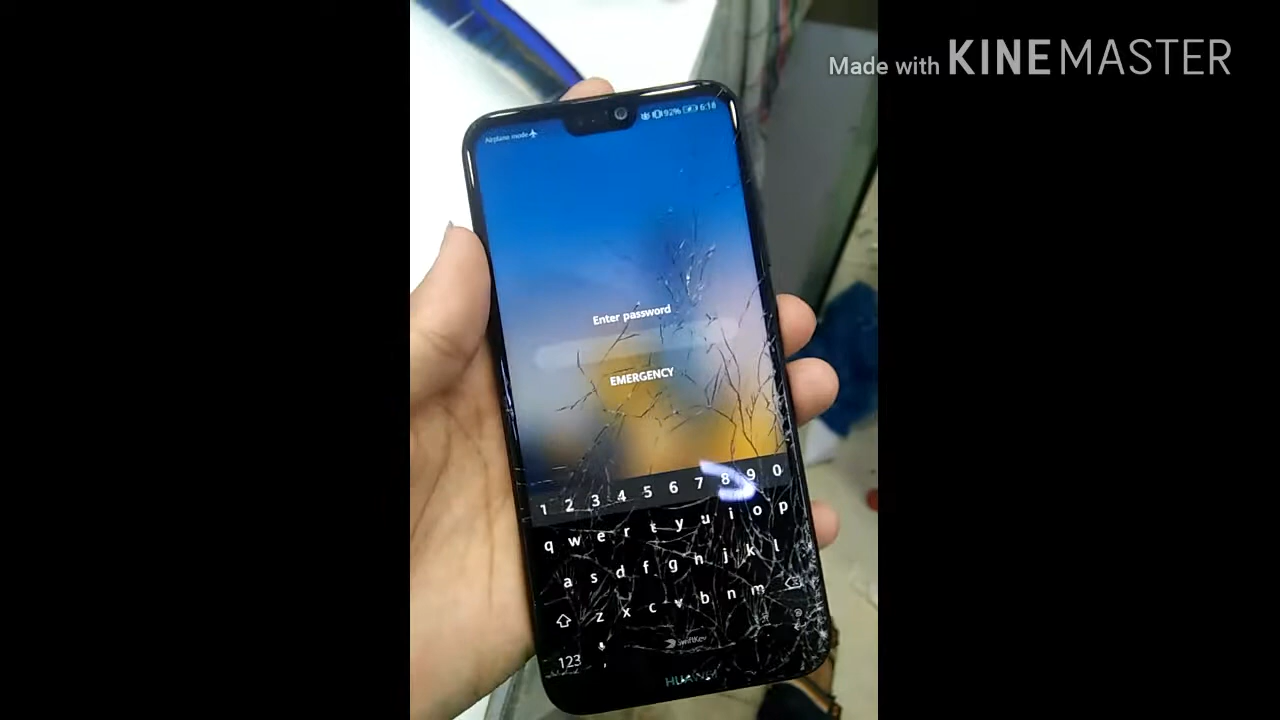 Made with KINEMASTER
Airplane mode 92% 6:18
Enter password
EMERGENCY
1 2 3 4 5 6 7 8 9 0
q w e r t y u i o p
a s d f g h j k l
z x c v b n m
SwiftKey
123 ,
HUAWEI